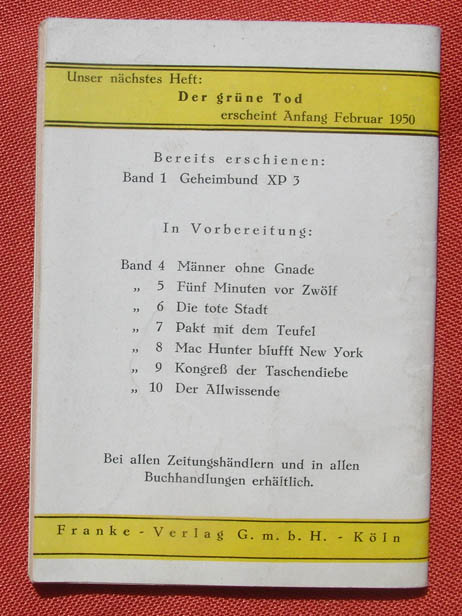 Unser nächstes Heft:
Der grüne Tod
erscheint Anfang Februar 1950
Bereits erschienen:
Band 1 Geheimbund XP 3
In Vorbereitung:
Band 4 Männer ohne Gnade
„ 5 Fünf Minuten vor Zwölf
„ 6 Die tote Stadt
„ 7 Pakt mit dem Teufel
„ 8 Mac Hunter blufft New York
„ 9 Kongreß der Taschendiebe
„ 10 Der Allwissende
Bei allen Zeitungshändlern und in allen
Buchhandlungen erhältlich.
Franke - Verlag G. m. b. H. - Köln